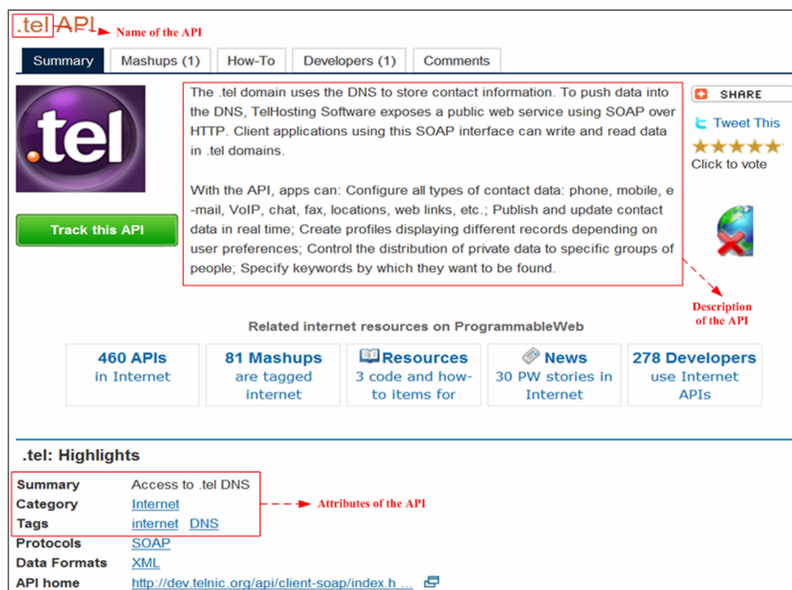 .tel API
Name of the API
Summary Mashups (1) How-To Developers (1) Comments
.tel
The .tel domain uses the DNS to store contact information. To push data into
the DNS, TelHosting Software exposes a public web service using SOAP over
HTTP. Client applications using this SOAP interface can write and read data
in .tel domains.
With the API, apps can: Configure all types of contact data: phone, mobile, e
-mail, VoIP, chat, fax, locations, web links, etc.; Publish and update contact
data in real time; Create profiles displaying different records depending on
user preferences; Control the distribution of private data to specific groups of
people; Specify keywords by which they want to be found.
SHARE
Tweet This
Click to vote
Track this API
Description
of the API
Related internet resources on ProgrammableWeb
460 APIs
in Internet
81 Mashups
are tagged
internet
Resources
3 code and how-
to items for
News
30 PW stories in
Internet
278 Developers
use Internet
APIs
.tel: Highlights
Summary Access to .tel DNS
Category Internet
Attributes of the API
Tags internet DNS
Protocols SOAP
Data Formats XML
API home http://dev.telnic.org/api/client-soap/index.h ...